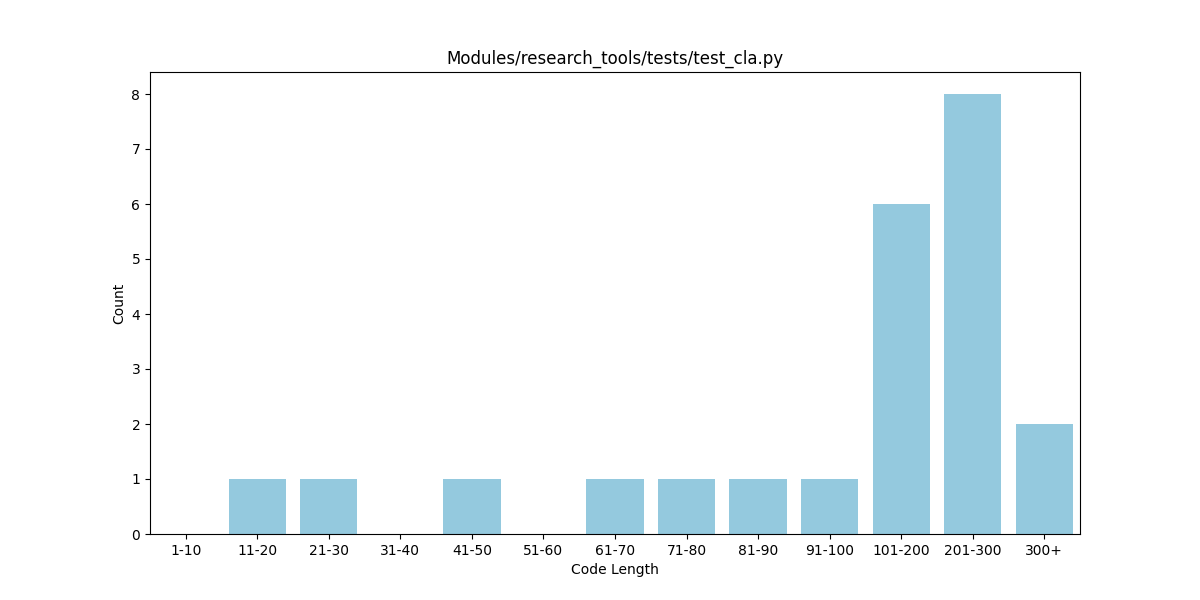 Modules/research_tools/tests/test_cla.py
8
7
6
5
4
3
2
1
0
Count
1-10 11-20 21-30 31-40 41-50 51-60 61-70 71-80 81-90 91-100 101-200 201-300 300+
Code Length